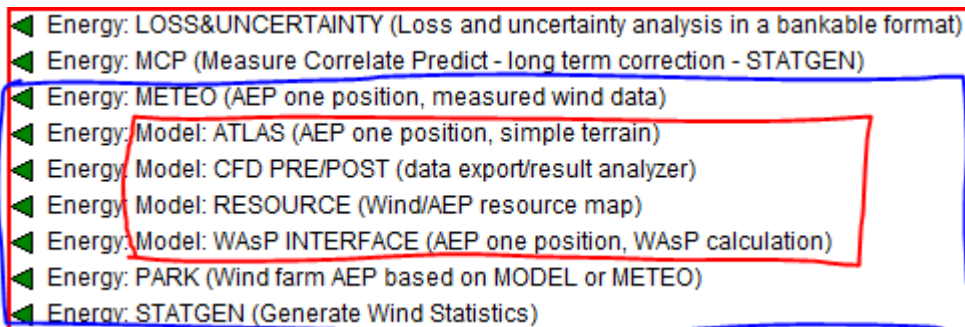 Energy: LOSS&UNCERTAINTY (Loss and uncertainty analysis in a bankable format)
Energy: MCP (Measure Correlate Predict - long term correction - STATGEN)
Energy: METEO (AEP one position, measured wind data)
Energy: Model: ATLAS (AEP one position, simple terrain)
Energy: Model: CFD PRE/POST (data export/result analyzer)
Energy: Model: RESOURCE (Wind/AEP resource map)
Energy: Model: WAsP INTERFACE (AEP one position, WAsP calculation)
Energy: PARK (Wind farm AEP based on MODEL or METEO)
Energy: STATGEN (Generate Wind Statistics)